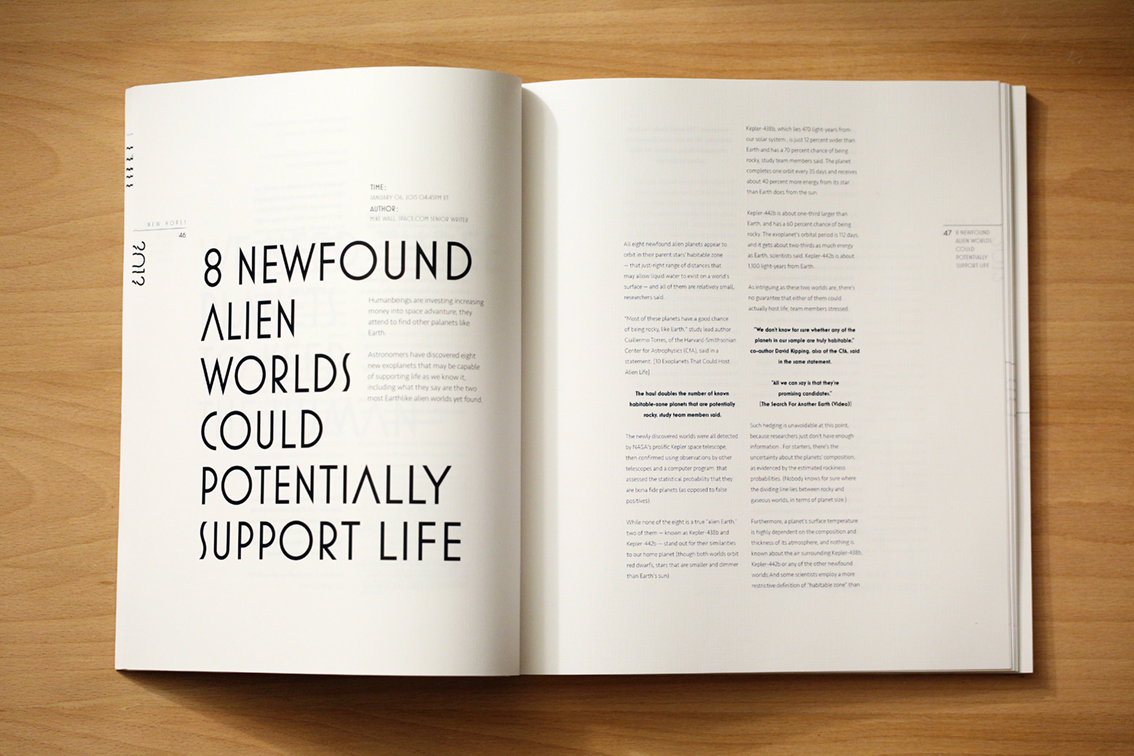 NEW HOPE!
46
TIME:
JANUARY 06, 2015 04:45PM ET
AUTHOR:
MIKE WALL, SPACE.COM SENIOR WRITER
8 NEWFOUND
ALIEN
WORLDS
COULD
POTENTIALLY
SUPPORT LIFE
Humanbeings are investing increasing
money into space advanture, they
attend to find other palanets like
Earth.
Astronomers have discovered eight
new exoplanets that may be capable
of supporting life as we know it,
including what they say are the two
most Earthlike alien worlds yet found.
All eight newfound alien planets appear to
orbit in their parent stars' habitable zone
— that just-right range of distances that
may allow liquid water to exist on a world's
surface — and all of them are relatively small,
researchers said.
"Most of these planets have a good chance
of being rocky, like Earth," study lead author
Guillermo Torres, of the Harvard-Smithsonian
Center for Astrophysics (CfA), said in a
statement. [10 Exoplanets That Could Host
Alien Life]
The haul doubles the number of knows
habitable-zone planets that are potentially
rocky, study team members said.
The newly discovered worlds were all detected
by NASA's prolific Kepler space telescope,
then confirmed using observations by other
telescopes and a computer program that
assessed the statistical probability that they
are bona fide planets (as opposed to false
positives).
While none of the eight is a true "alien Earth,"
two of them — known as Kepler-438b and
Kepler-442b — stand out for their similarities
to our home planet (though both worlds orbit
red dwarfs, stars that are smaller and dimmer
than Earth's sun)
Kepler-438b, which lies 470 light-years from
our solar system , is just 12 percent wider than
Earth and has a 70 percent chance of being
rocky, study team members said. The planet
completes one orbit every 35 days and receives
about 40 percent more energy from its star
than Earth does from the sun.
Kepler-442b is about one-third larger than
Earth, and has a 60 percent chance of being
rocky. The exoplanet's orbital period is 112 days,
and it gets about two-thirds as much energy
as Earth, scientists said. Kepler-442b is about
1,100 light-years from Earth.
As intriguing as these two worlds are, there's
no guarantee that either of them could
actually host life, team members stressed.
"We don't know for sure whether any of the
planets in our sample are truly habitable,"
co-author David Kipping, also of the CfA, said
in the same statement.
"All we can say is that they're
promising candidates."
[The Search For Another Earth (Video)]
Such hedging is unavoidable at this point,
because researchers just don't have enough
information . For starters, there's the
uncertainty about the planets' composition,
as evidenced by the estimated rockiness
probabilities. (Nobody knows for sure where
the dividing line lies between rocky and
gaseous worlds, in terms of planet size.)
Furthermore, a planet's surface temperature
is highly dependent on the composition and
thickness of its atmosphere, and nothing is
known about the air surrounding Kepler-438b,
Kepler-442b or any of the other newfound
worlds. And some scientists employ a more-
restrictive definition of "habitable zone" than
47 8 NEWFOUND
ALIEN WORLDS
COULD
POTENTIALLY
SUPPORT LIFE